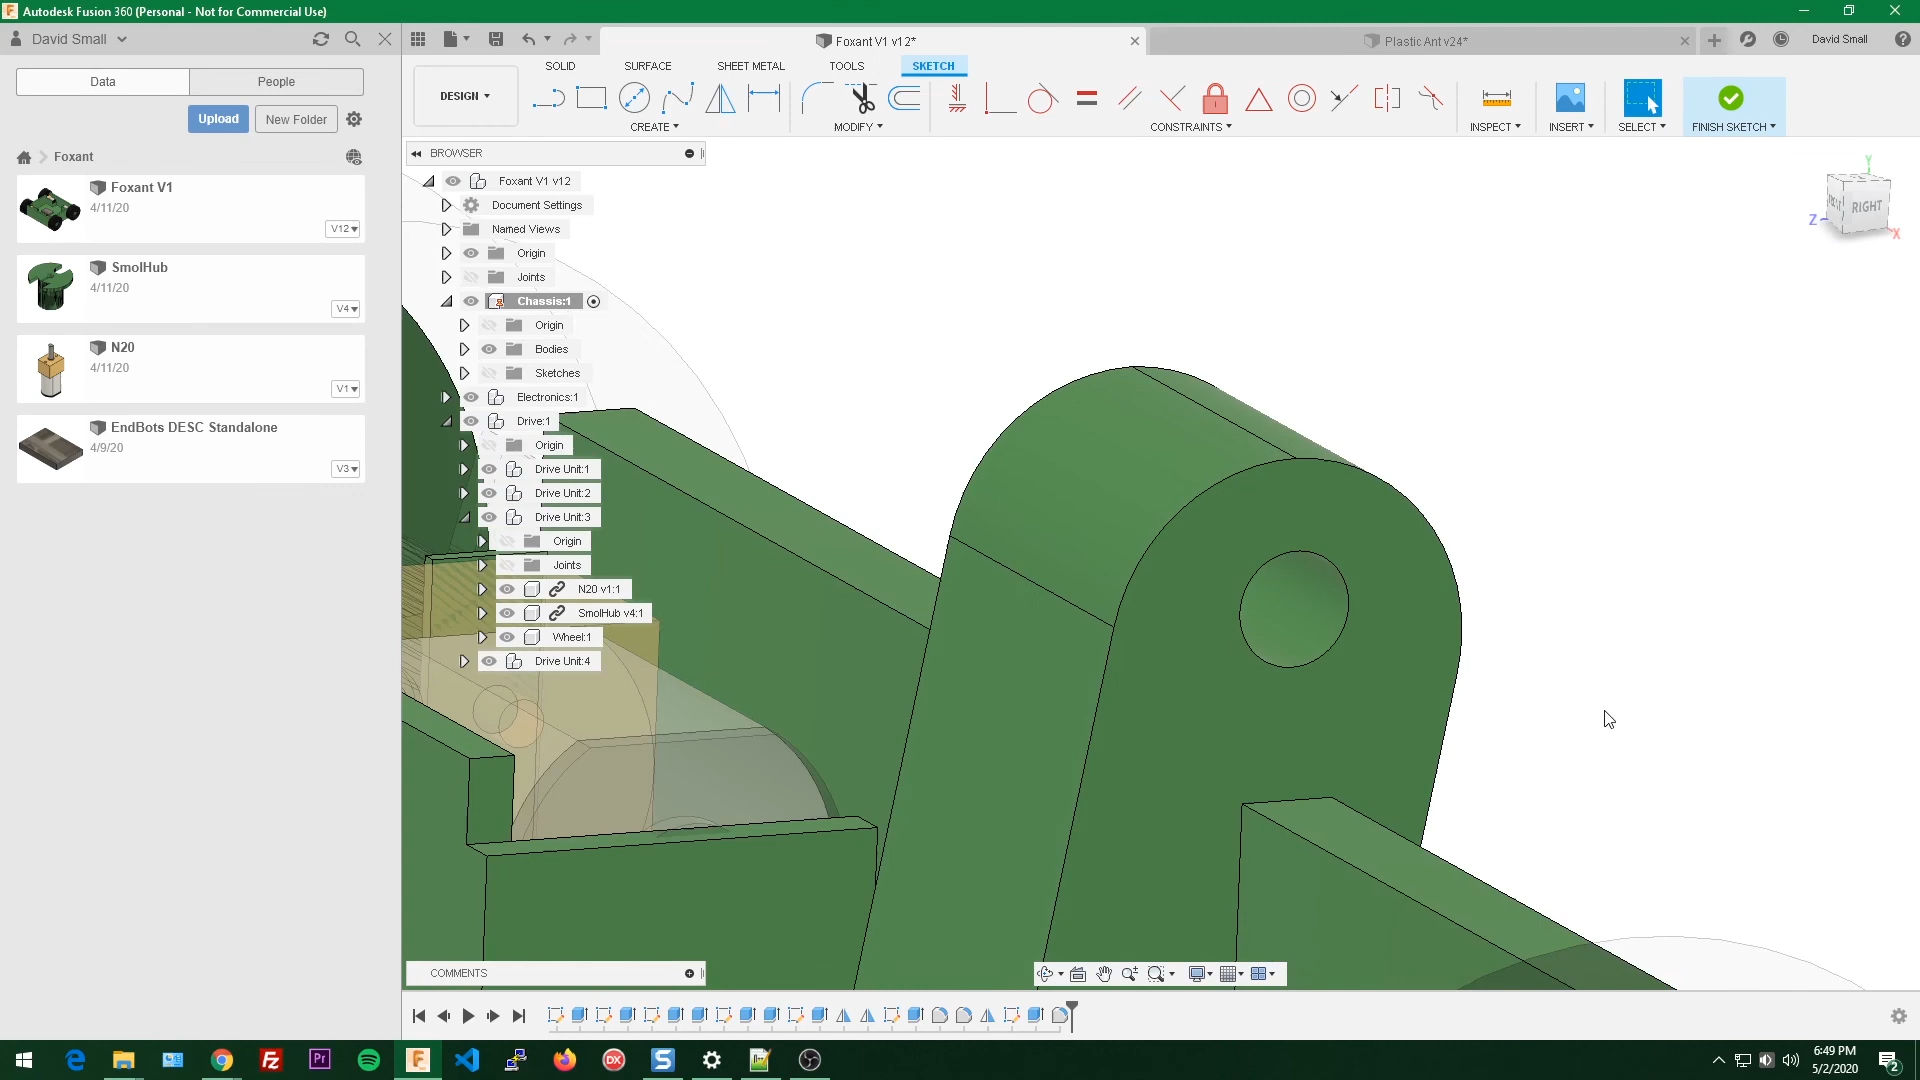 Autodesk Fusion 360 (Personal - Not for Commercial Use)
David Small
Foxant V1 v12*
Plastic Ant v24*
David Small
Data
People
Upload
New Folder
Foxant
Foxant V1
4/11/20
V12
SmolHub
4/11/20
V4
N20
4/11/20
V1
EndBots DESC Standalone
4/9/20
V3
SOLID
SURFACE
SHEET METAL
TOOLS
SKETCH
DESIGN
CREATE
MODIFY
CONSTRAINTS
INSPECT
INSERT
SELECT
FINISH SKETCH
BROWSER
Foxant V1 v12
Document Settings
Named Views
Origin
Joints
Chassis:1
Origin
Bodies
Sketches
Electronics:1
Drive:1
Origin
Drive Unit:1
Drive Unit:2
Drive Unit:3
Origin
Joints
N20 v1:1
SmolHub v4:1
Wheel:1
Drive Unit:4
Y
RIGHT
Z
X
COMMENTS
6:49 PM
5/2/2020
2